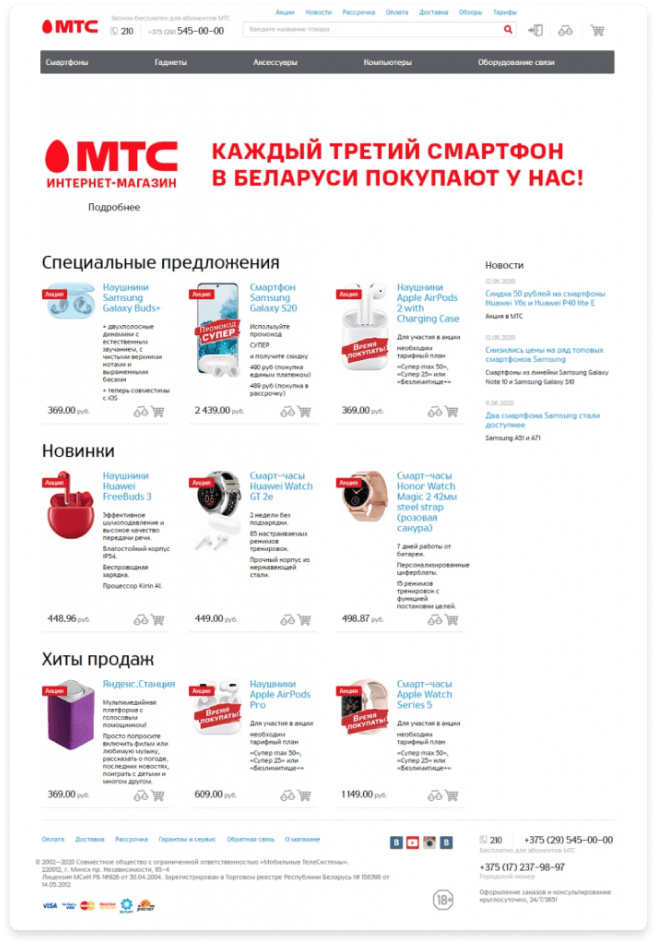 Акции Новости Рассрочка Оплата Доставка Обзоры Тарифы
МТС
Звонок бесплатен для абонентов МТС
210 +375 (29) 545-00-00
Введите название товара
Смартфоны Гаджеты Аксессуары Компьютеры Оборудование связи
МТС
ИНТЕРНЕТ-МАГАЗИН
Подробнее
КАЖДЫЙ ТРЕТИЙ СМАРТФОН
В БЕЛАРУСИ ПОКУПАЮТ У НАС!
Специальные предложения
Акция
Наушники
Samsung
Galaxy Buds+
+ двухполосные
динамики с
естественным
звучанием, с
чистыми верхними
нотами и
выраженными
басами
+ теперь совместимы
с iOS
369.00 руб.
Акция
Промокод
СУПЕР
Смартфон
Samsung
Galaxy S20
Используйте
промокод
СУПЕР
и получите скидку
490 руб (покупка
единым платежом)
489 руб (покупка в
рассрочку)
2 439.00 руб.
Акция
Время
покупать!
Наушники
Apple AirPods
2 with
Charging Case
Для участия в акции
необходим
тарифный план
«Супер max 50»,
«Супер 25» или
«Безлимитище+»
369.00 руб.
Новости
12.06.2020
Скидка 50 рублей на смартфоны
Huawei Y6s и Huawei P40 lite E
Акция в МТС
12.06.2020
Снизились цены на ряд топовых
смартфонов Samsung
Смартфоны из линейки Samsung Galaxy
Note 10 и Samsung Galaxy S10
11.06.2020
Два смартфона Samsung стали
доступнее
Samsung A51 и A71
Новинки
Акция
Наушники
Huawei
FreeBuds 3
Эффективное
шумоподавление и
высокое качество
передачи речи.
Влагостойкий корпус
IP54.
Беспроводная
зарядка.
Процессор Kirin A1.
448.96 руб.
Акция
Смарт-часы
Huawei Watch
GT 2e
2 недели без
подзарядки.
85 настраиваемых
режимов
тренировок.
Прочный корпус из
нержавеющей
стали.
449.00 руб.
Акция
Смарт-часы
Honor Watch
Magic 2 42мм
steel strap
(розовая
сакура)
7 дней работы от
батареи.
Персонализированные
циферблаты.
15 режимов
тренировок с
функцией
постановки целей.
498.87 руб.
Хиты продаж
Акция
Яндекс.Станция
Мультимедийная
платформа с
голосовым
помощником!
Просто попросите
включить фильм или
любимую музыку,
рассказать о погоде,
последних новостях,
поиграть с детьми и
многом другом.
369.00 руб.
Акция
Время
покупать!
Наушники
Apple AirPods
Pro
Для участия в акции
необходим
тарифный план
«Супер max 50»,
«Супер 25» или
«Безлимитище+»
609.00 руб.
Акция
Время
покупать!
Смарт-часы
Apple Watch
Series 5
Для участия в акции
необходим
тарифный план
«Супер max 50»,
«Супер 25» или
«Безлимитище+»
1 149.00 руб.
Оплата Доставка Рассрочка Гарантии и сервис Обратная связь О магазине
210 +375 (29) 545-00-00
Бесплатно для абонентов МТС
+375 (17) 237-98-97
Городской номер
Оформление заказов и консультирование
круглосуточно, 24/7/365!
© 2002—2020 Совместное общество с ограниченной ответственностью «Мобильные ТелеСистемы».
220012, г. Минск пр. Независимости, 95-4
Лицензия МСиИ РБ №926 от 30.04.2004. Зарегистрирован в Торговом реестре Республики Беларусь № 158398 от
14.05.2012
18+
VISA